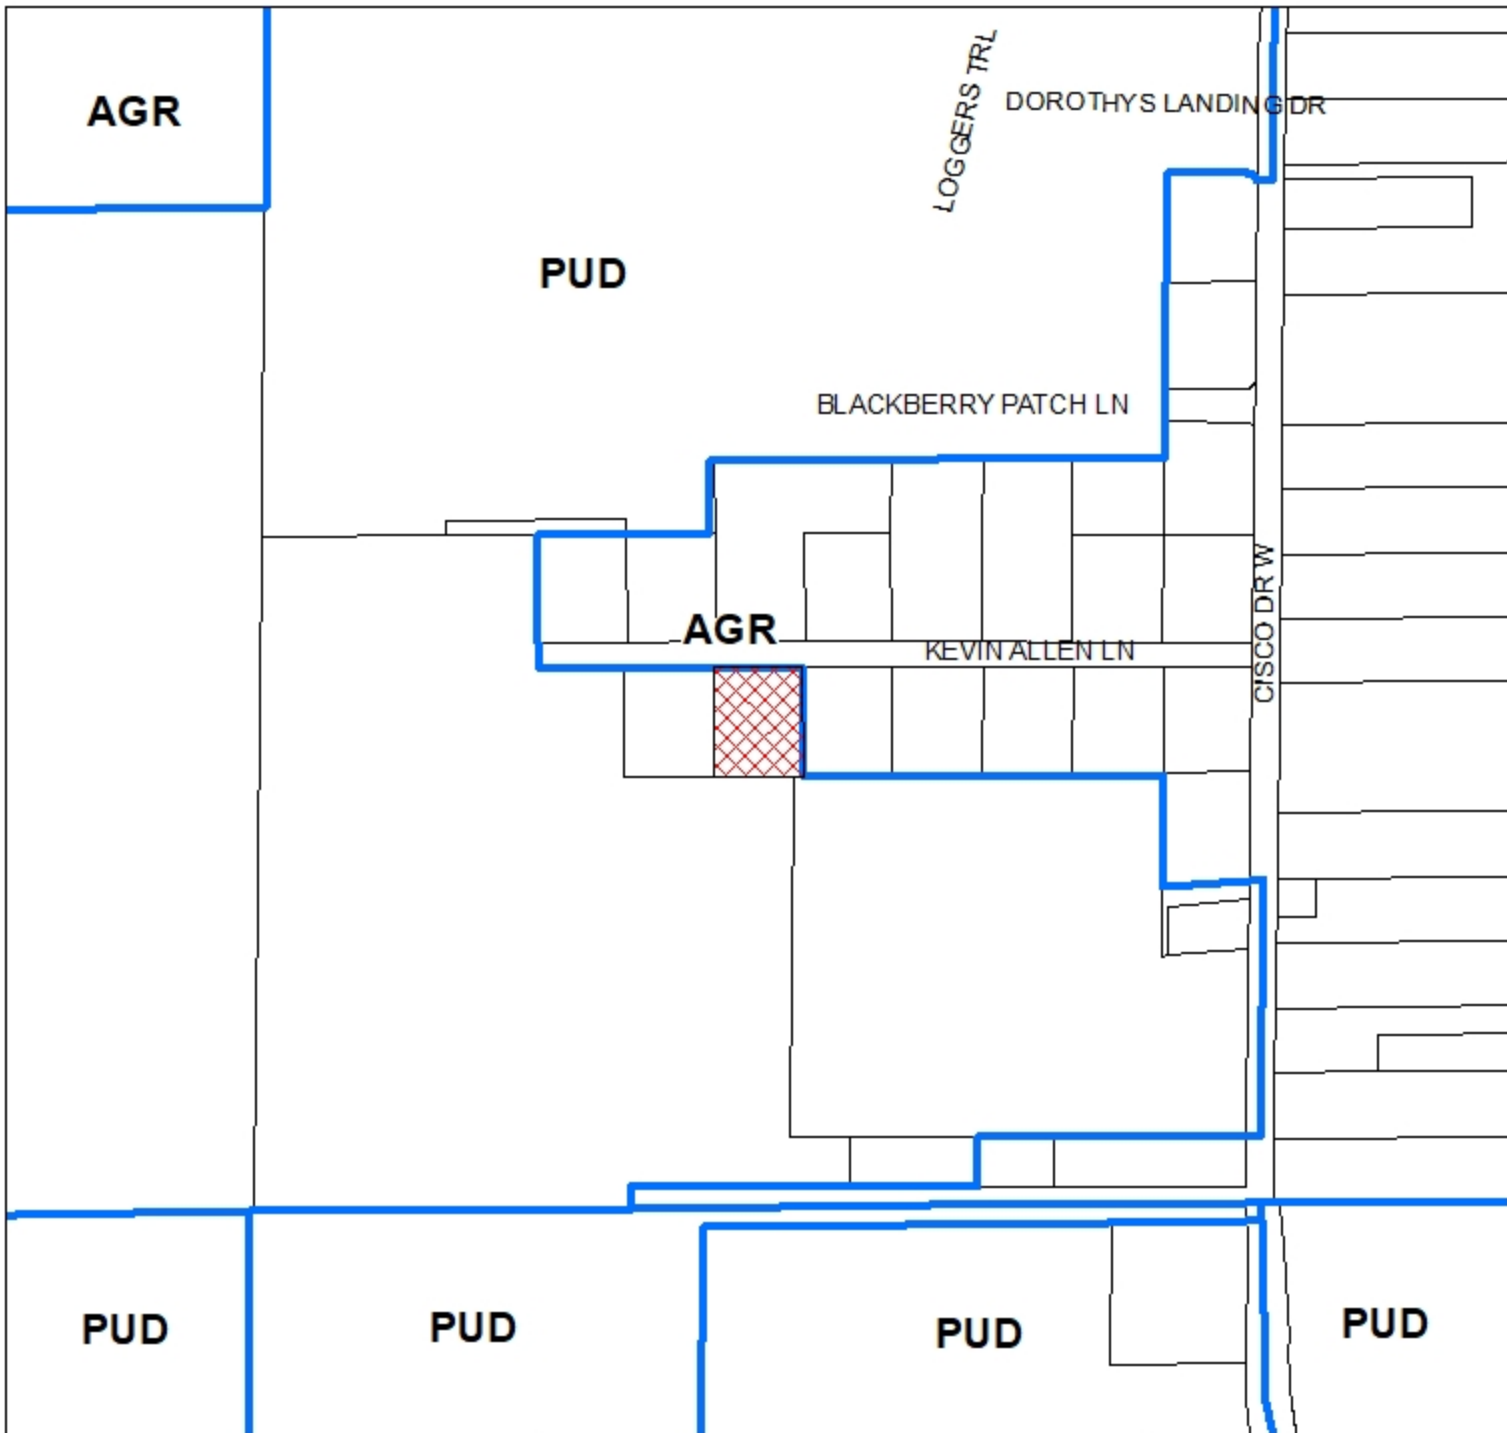 AGR
LOGGERS TRL
DOROTHYS LANDING DR
PUD
BLACKBERRY PATCH LN
AGR
KEVIN ALLEN LN
CISCO DR W
PUD
PUD
PUD
PUD